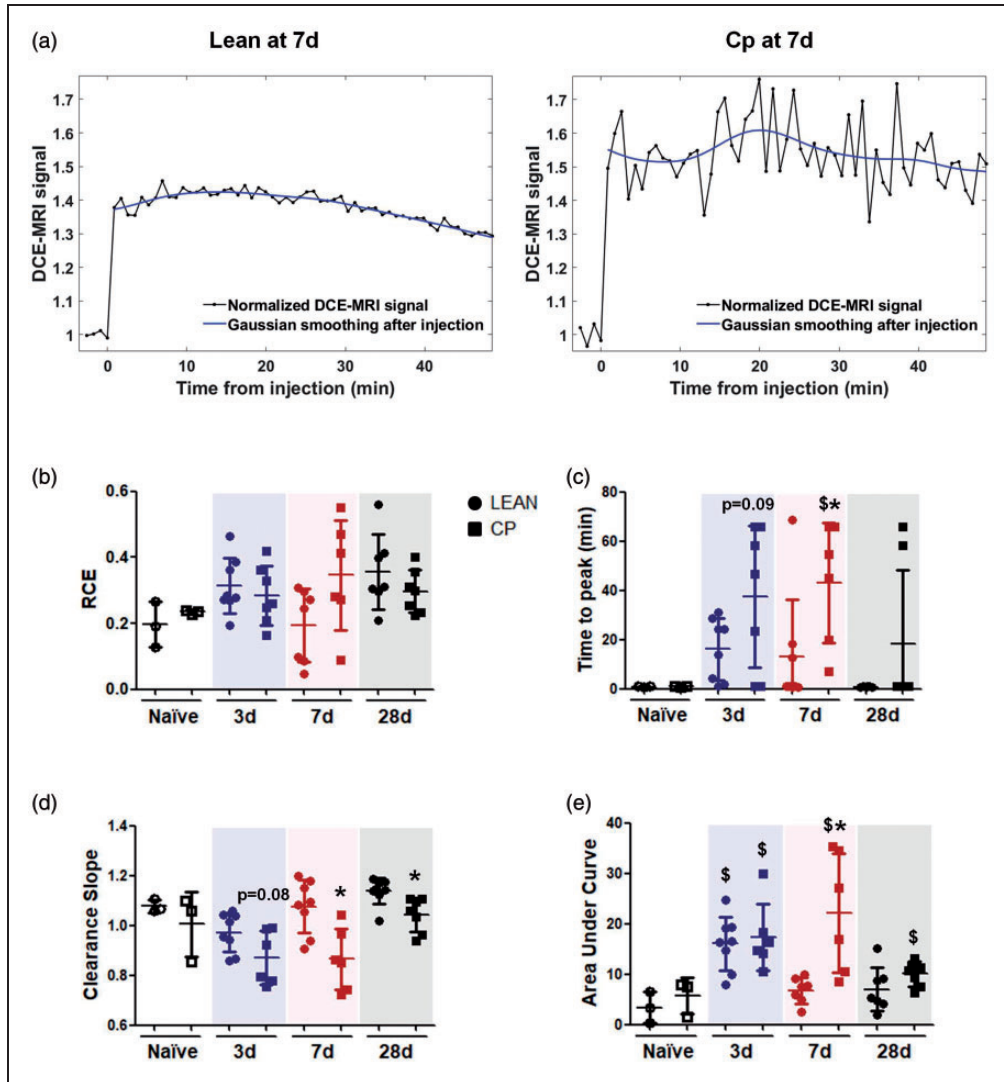 (a)
Lean at 7d
Cp at 7d
DCE-MRI signal
1.7
1.6
1.5
1.4
1.3
1.2
1.1
1
Normalized DCE-MRI signal
Gaussian smoothing after injection
0 10 20 30 40
Time from injection (min)
DCE-MRI signal
1.7
1.6
1.5
1.4
1.3
1.2
1.1
1
Normalized DCE-MRI signal
Gaussian smoothing after injection
0 10 20 30 40
Time from injection (min)
(b)
RCE
0.6
0.4
0.2
0.0
Naïve 3d 7d 28d
LEAN
CP
(c)
Time to peak (min)
80
60
40
20
0
p=0.09
$*
Naïve 3d 7d 28d
(d)
Clearance Slope
1.4
1.2
1.0
0.8
0.6
p=0.08
*
*
Naïve 3d 7d 28d
(e)
Area Under Curve
40
30
20
10
0
$
$
$*
$
Naïve 3d 7d 28d